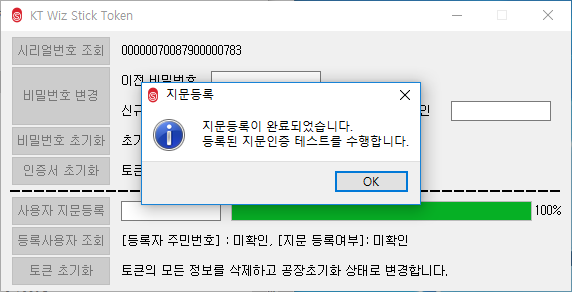 KT Wiz Stick Token
시리얼번호 조회
00000070087900000783
비밀번호 변경
이전 비밀번호
신규
인
비밀번호 초기화
초기
인증서 초기화
토큰
지문등록
지문등록이 완료되었습니다.
등록된 지문인증 테스트를 수행합니다.
OK
사용자 지문등록
100%
등록사용자 조회
[등록자 주민번호] : 미확인, [지문 등록여부]: 미확인
토큰 초기화
토큰의 모든 정보를 삭제하고 공장초기화 상태로 변경합니다.